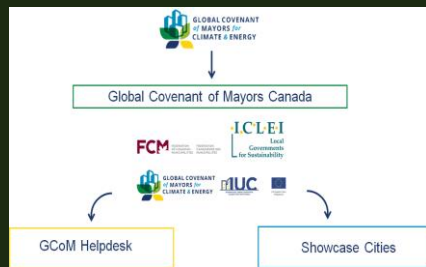 GLOBAL COVENANT
of MAYORS for
CLIMATE & ENERGY
Global Covenant of Mayors Canada
FCM
I.C.L.E.I
Local
Governments
for Sustainability
GLOBAL COVENANT
of MAYORS for
CLIMATE & ENERGY
IUC
GCoM Helpdesk
Showcase Cities